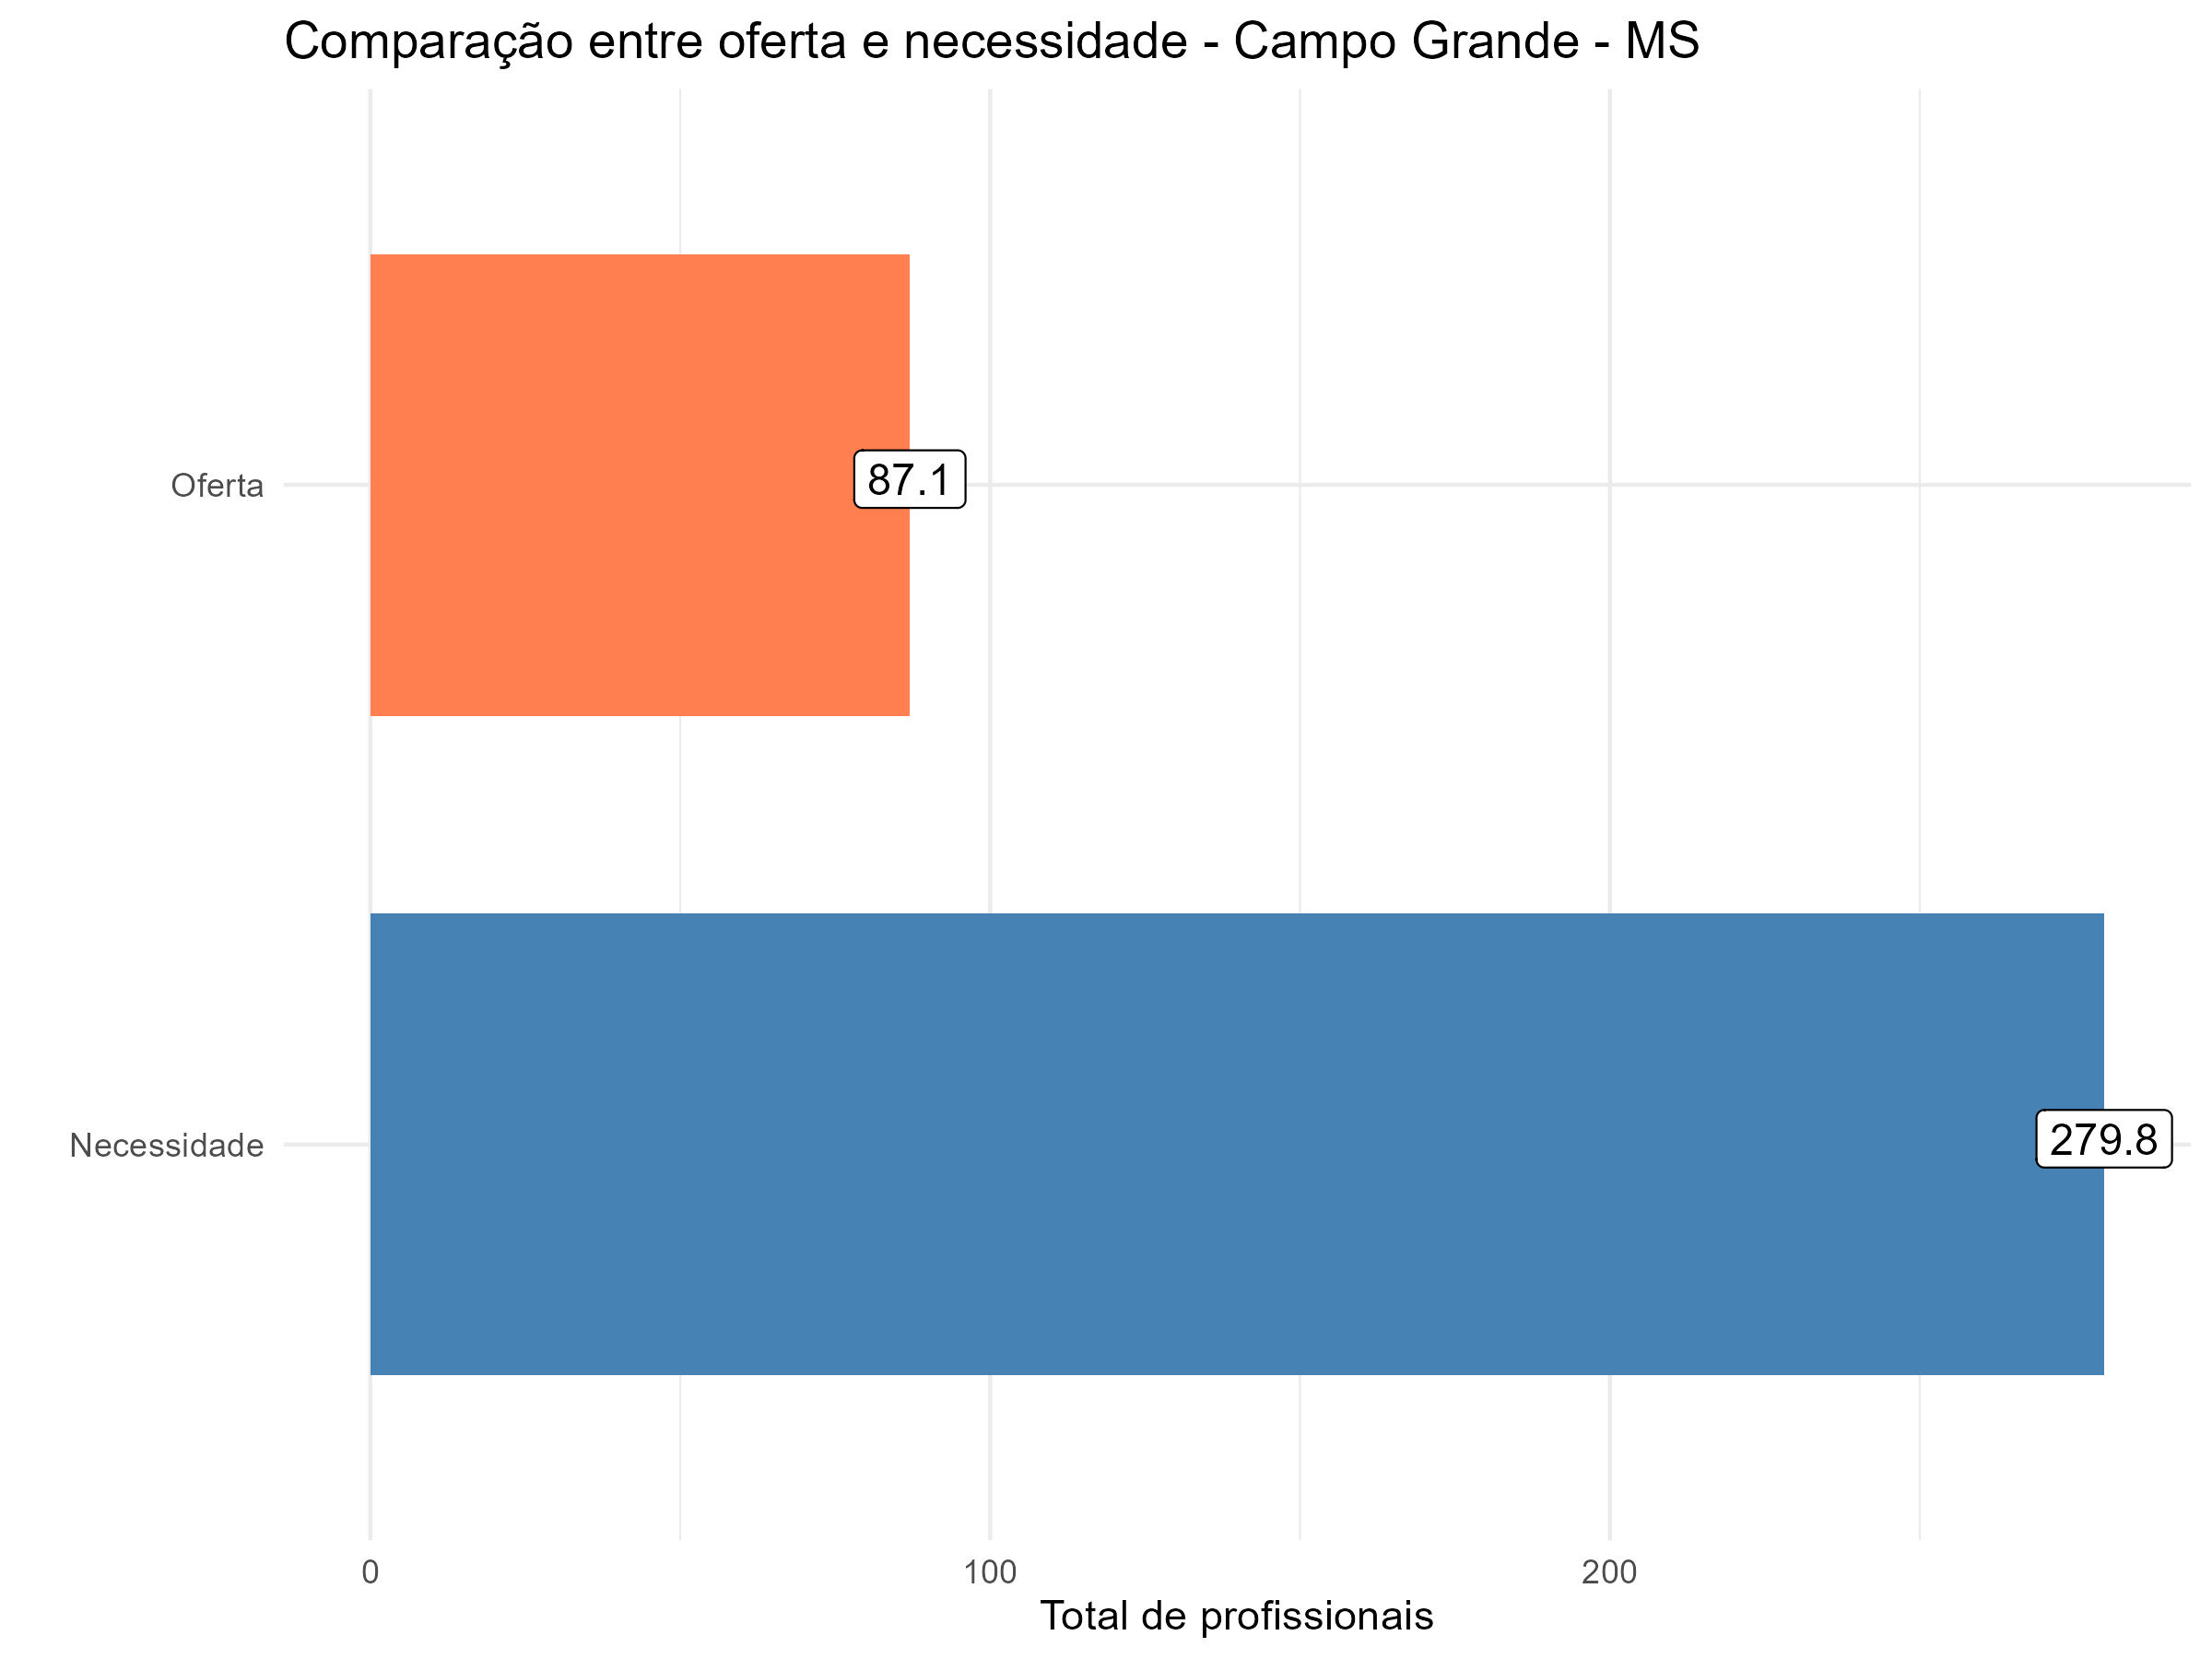 Comparação entre oferta e necessidade - Campo Grande - MS
Oferta
87.1
Necessidade
279.8
0
100
200
Total de profissionais